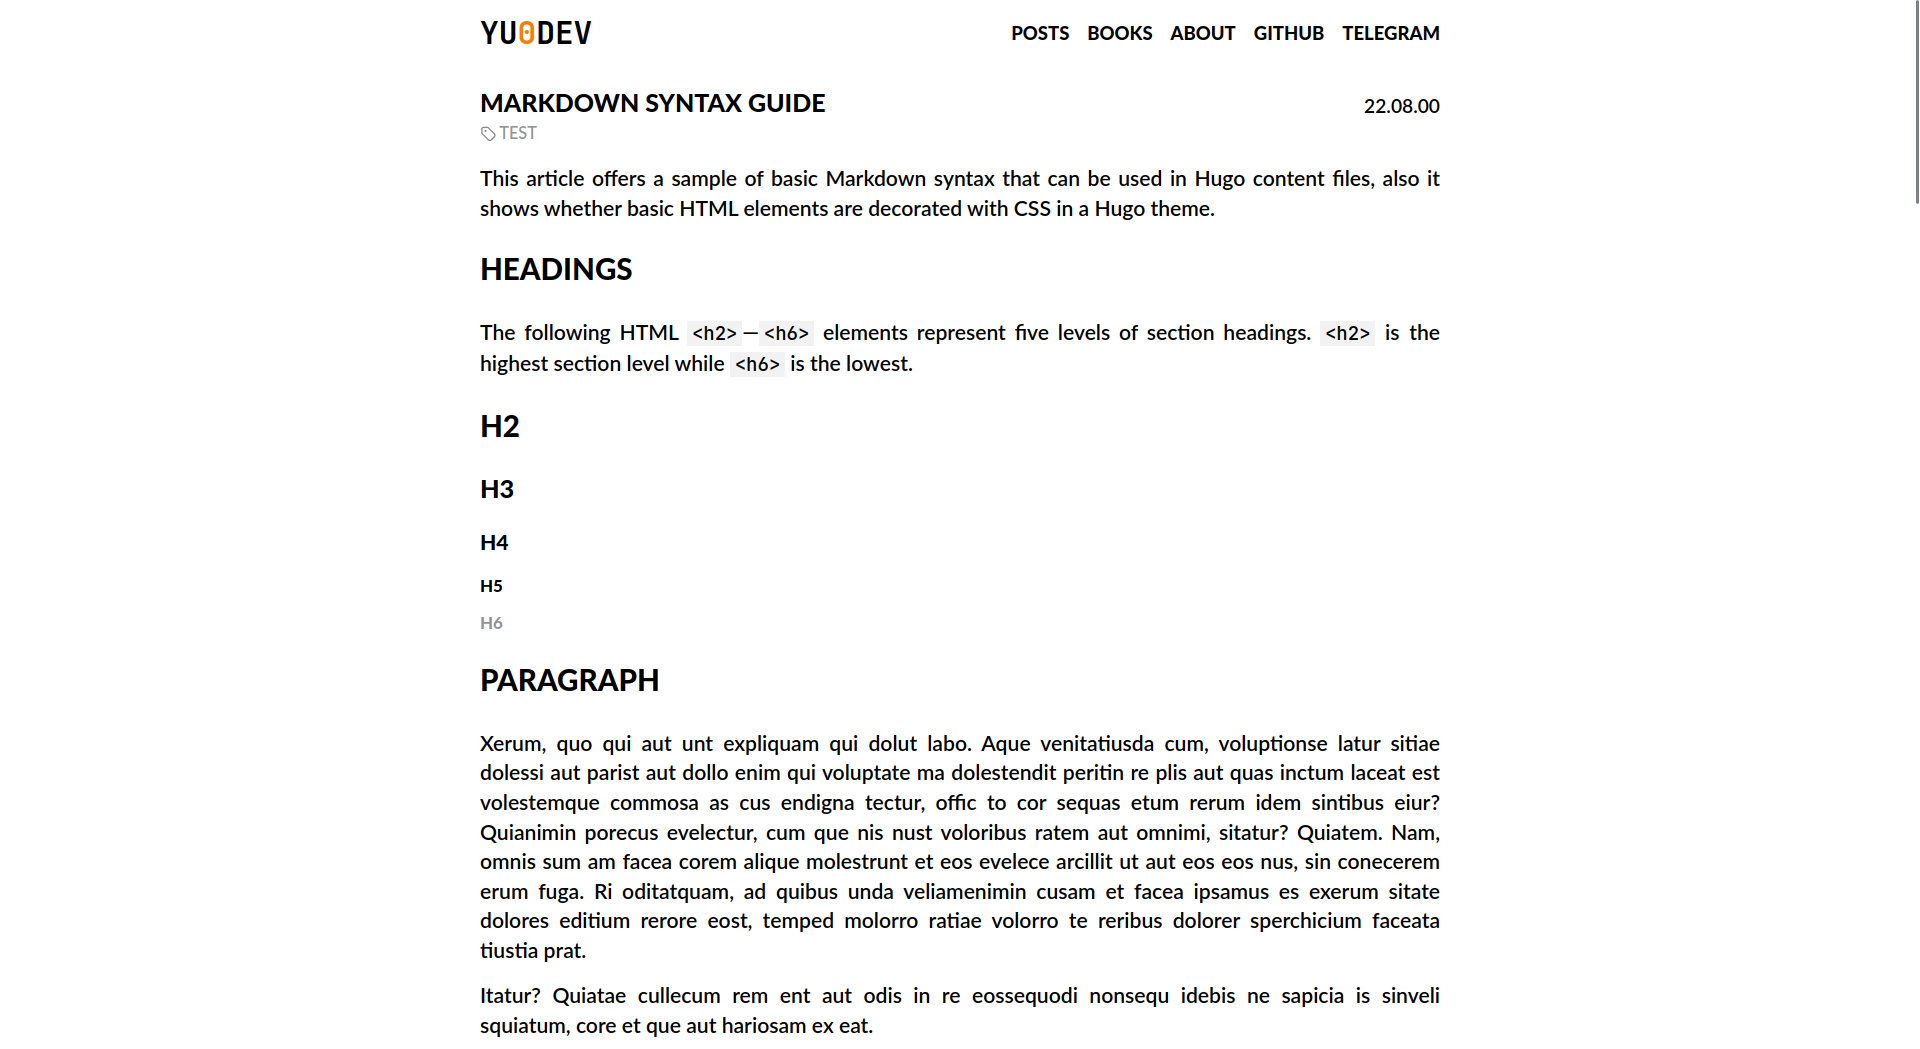 YU0DEV
POSTS BOOKS ABOUT GITHUB TELEGRAM
MARKDOWN SYNTAX GUIDE
22.08.00
TEST
This article offers a sample of basic Markdown syntax that can be used in Hugo content files, also it
shows whether basic HTML elements are decorated with CSS in a Hugo theme.
HEADINGS
The following HTML <h2>—<h6> elements represent five levels of section headings. <h2> is the
highest section level while <h6> is the lowest.
H2
H3
H4
H5
H6
PARAGRAPH
Xerum, quo qui aut unt expliquam qui dolut labo. Aque venitatiusda cum, voluptionse latur sitiae
dolessi aut parist aut dollo enim qui voluptate ma dolestendit peritin re plis aut quas inctum laceat est
volestemque commosa as cus endigna tectur, offic to cor sequas etum rerum idem sintibus eiur?
Quianimin porecus evelectur, cum que nis nust voloribus ratem aut omnimi, sitatur? Quiatem. Nam,
omnis sum am facea corem alique molestrunt et eos evelece arcillit ut aut eos eos nus, sin conecerem
erum fuga. Ri oditatquam, ad quibus unda veliamenimin cusam et facea ipsamus es exerum sitate
dolores editium rerore eost, temped molorro ratiae volorro te reribus dolorer sperchicium faceata
tiustia prat.
Itatur? Quiatae cullecum rem ent aut odis in re eossequodi nonsequ idebis ne sapicia is sinveli
squiatum, core et que aut hariosam ex eat.